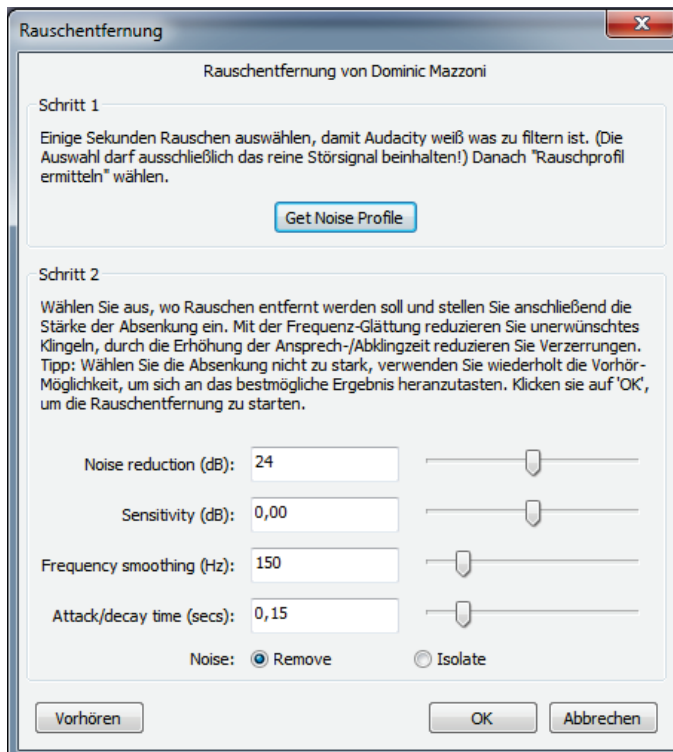 Rauschentfernung
Rauschentfernung von Dominic Mazzoni
Schritt 1
Einige Sekunden Rauschen auswählen, damit Audacity weiß was zu filtern ist. (Die
Auswahl darf ausschließlich das reine Störsignal beinhalten!) Danach "Rauschprofil
ermitteln" wählen.
Get Noise Profile
Schritt 2
Wählen Sie aus, wo Rauschen entfernt werden soll und stellen Sie anschließend die
Stärke der Absenkung ein. Mit der Frequenz-Glättung reduzieren Sie unerwünschtes
Klingeln, durch die Erhöhung der Ansprech-/Abklingzeit reduzieren Sie Verzerrungen.
Tipp: Wählen Sie die Absenkung nicht zu stark, verwenden Sie wiederholt die Vorhör-
Möglichkeit, um sich an das bestmögliche Ergebnis heranzutasten. Klicken sie auf 'OK',
um die Rauschentfernung zu starten.
Noise reduction (dB): 24
Sensitivity (dB): 0,00
Frequency smoothing (Hz): 150
Attack/decay time (secs): 0,15
Noise: Remove Isolate
Vorhören OK Abbrechen